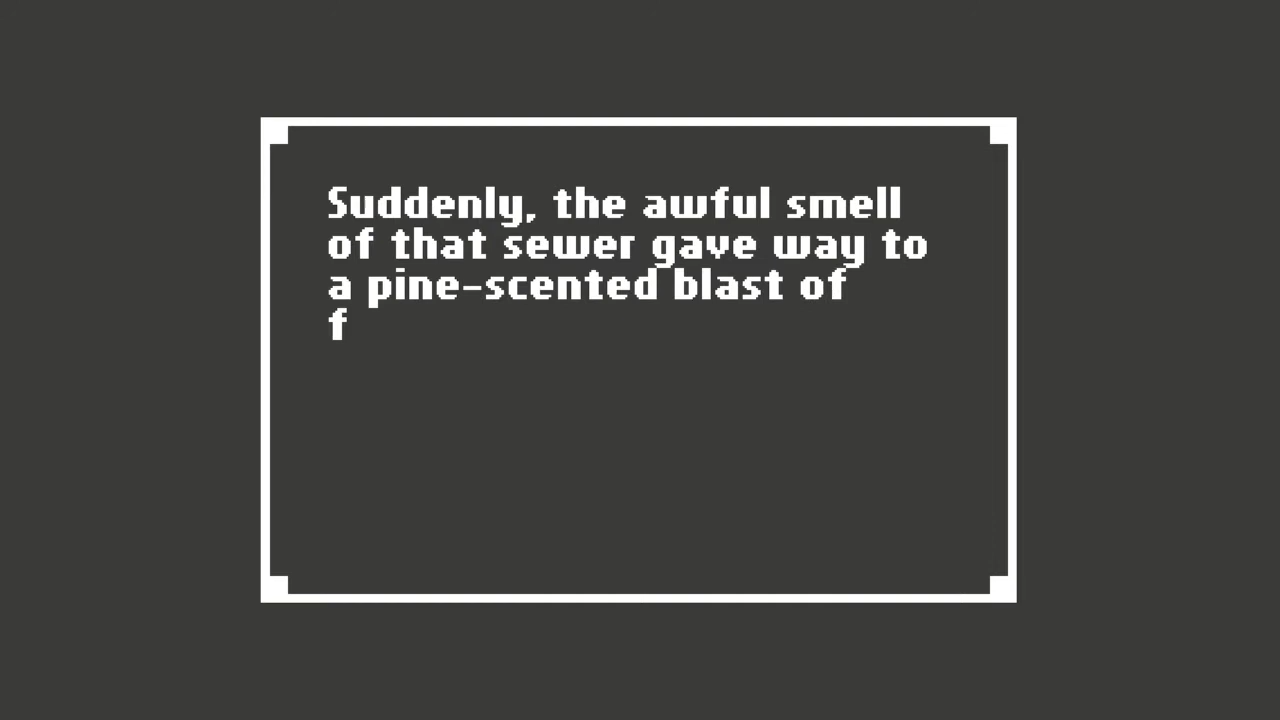 Suddenly, the awful smell
of that sewer gave way to
a pine-scented blast of
f